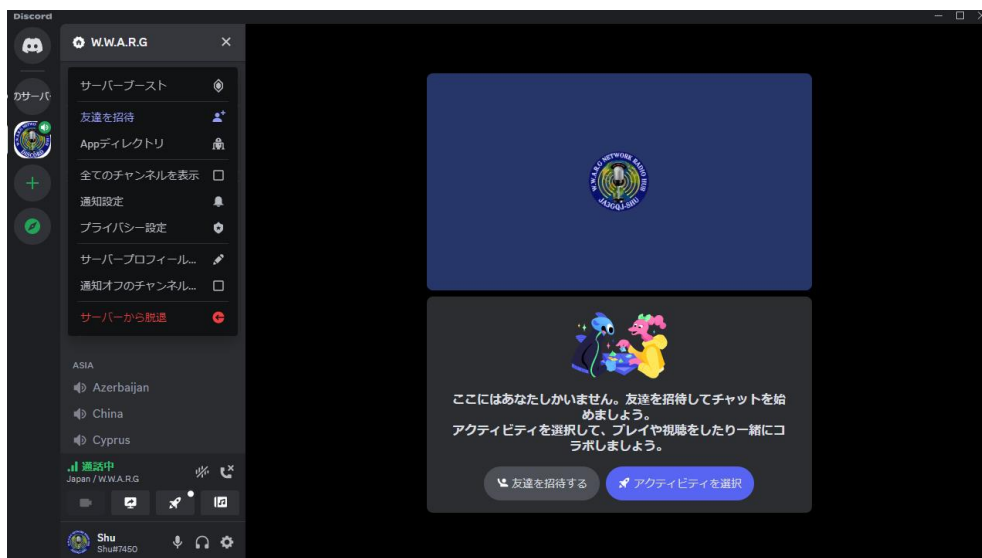 Discord
W.W.A.R.G
サーバーブースト
友達を招待
Appディレクトリ
全てのチャンネルを表示
通知設定
プライバシー設定
サーバープロフィール...
通知オフのチャンネル...
サーバーから脱退
のサーバー
ASIA
Azerbaijan
China
Cyprus
通話中
Japan / W.W.A.R.G
Shu
Shu#7450
W.W.A.R.G NETWORK RADIO HUB
JA3GQJ-SHU
ここにはあなたしかいません。友達を招待してチャットを始
めましょう。
アクティビティを選択して、プレイや視聴をしたり一緒にコ
ラボしましょう。
友達を招待する
アクティビティを選択